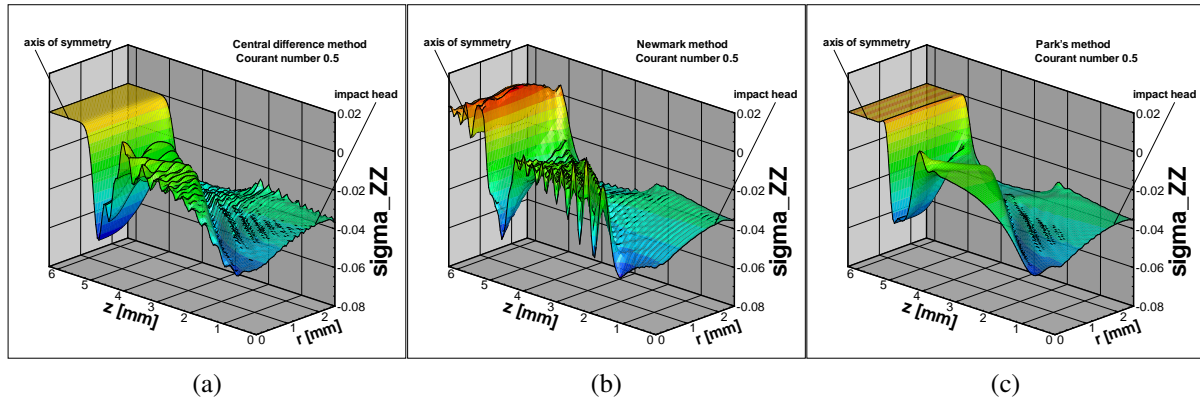 axis of symmetry
Central difference method
Courant number 0.5
impact head
0.02
0
-0.02
-0.04
-0.06
-0.08
sigma_ZZ
6
5
4
3
2
1
0
z [mm]
0
1
2
r [mm]
(a)
axis of symmetry
Newmark method
Courant number 0.5
impact head
0.02
0
-0.02
-0.04
-0.06
-0.08
sigma_ZZ
6
5
4
3
2
1
0
z [mm]
0
1
2
r [mm]
(b)
axis of symmetry
Park's method
Courant number 0.5
impact head
0.02
0
-0.02
-0.04
-0.06
-0.08
sigma_ZZ
6
5
4
3
2
1
0
z [mm]
0
1
2
r [mm]
(c)